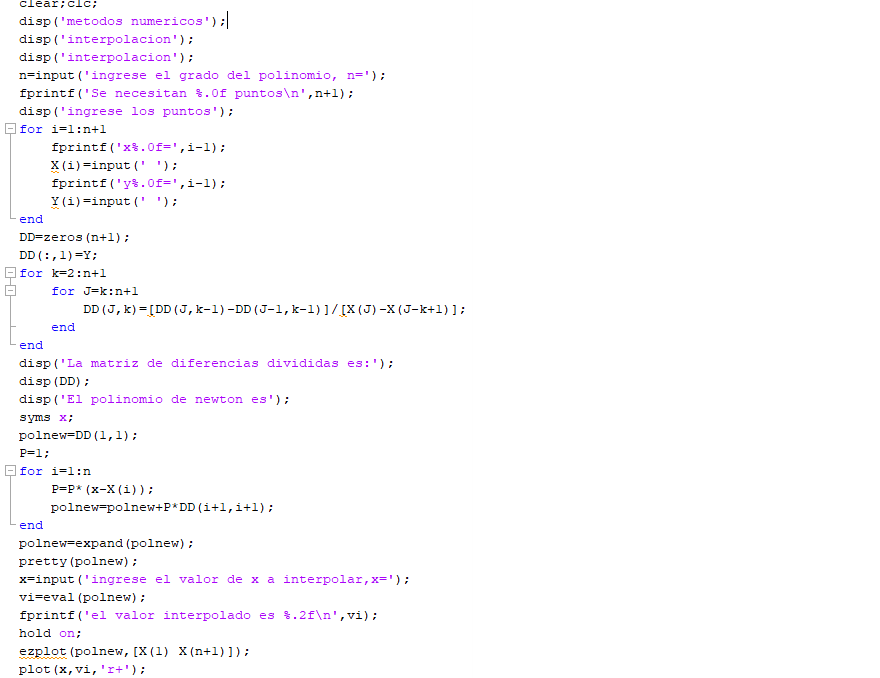 clear;clc;
disp('metodos numericos');
disp('interpolacion');
disp('interpolacion');
n=input('ingrese el grado del polinomio, n=');
fprintf('Se necesitan %.0f puntos\n',n+1);
disp('ingrese los puntos');
for i=1:n+1
    fprintf('x%.0f=',i-1);
    X(i)=input(' ');
    fprintf('y%.0f=',i-1);
    Y(i)=input(' ');
end
DD=zeros(n+1);
DD(:,1)=Y;
for k=2:n+1
    for J=k:n+1
        DD(J,k)=[DD(J,k-1)-DD(J-1,k-1)]/[X(J)-X(J-k+1)];
    end
end
disp('La matriz de diferencias divididas es:');
disp(DD);
disp('El polinomio de newton es');
syms x;
polnew=DD(1,1);
P=1;
for i=1:n
    P=P*(x-X(i));
    polnew=polnew+P*DD(i+1,i+1);
end
polnew=expand(polnew);
pretty(polnew);
x=input('ingrese el valor de x a interpolar,x=');
vi=eval(polnew);
fprintf('el valor interpolado es %.2f\n',vi);
hold on;
ezplot(polnew,[X(1) X(n+1)]);
plot(x,vi,'r+');